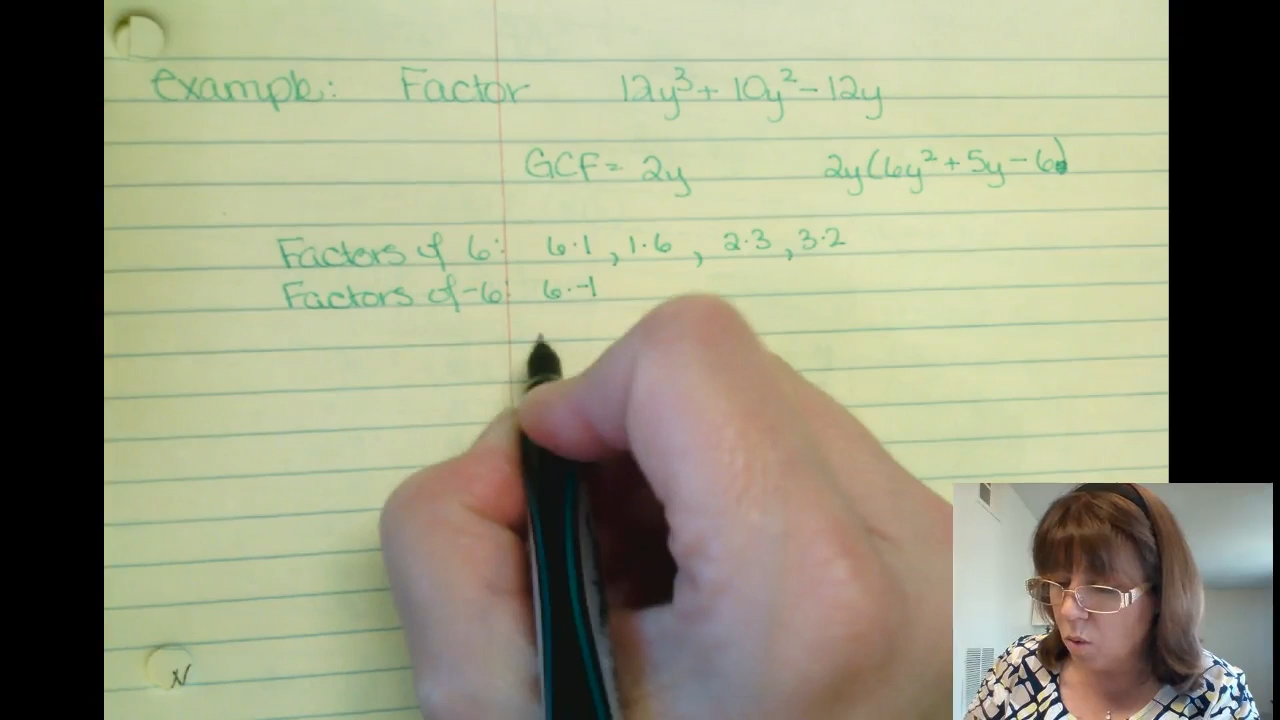 example: Factor 12y³ + 10y² - 12y
GCF = 2y 2y(6y² + 5y - 6)
Factors of 6: 6·1, 1·6, 2·3, 3·2
Factors of -6: 6·-1
N